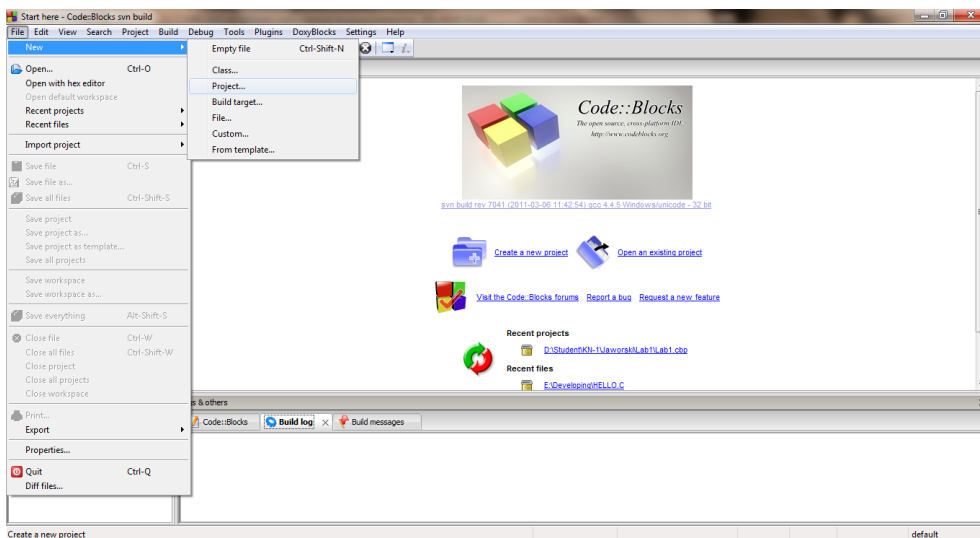 Start here - Code::Blocks svn build
File Edit View Search Project Build Debug Tools Plugins DoxyBlocks Settings Help
New
Open... Ctrl-O
Open with hex editor
Open default workspace
Recent projects
Recent files
Import project
Save file Ctrl-S
Save file as...
Save all files Ctrl-Shift-S
Save project
Save project as...
Save project as template...
Save all projects
Save workspace
Save workspace as...
Save everything Alt-Shift-S
Close file Ctrl-W
Close all files Ctrl-Shift-W
Close project
Close all projects
Close workspace
Print...
Export
Properties...
Quit Ctrl-Q
Diff files...
Empty file Ctrl-Shift-N
Class...
Project...
Build target...
File...
Custom...
From template...
Code::Blocks
The open source, cross-platform IDE
http://www.codeblocks.org
svn build rev 7041 (2011-03-06 11:42:54) gcc 4.4.5 Windows/unicode - 32 bit
Create a new project Open an existing project
Visit the Code::Blocks forums Report a bug Request a new feature
Recent projects
D:\Student\KN-1\Jaworski\Lab1\Lab1.cbp
Recent files
E:\Developing\HELLO.C
& others
Code::Blocks Build log Build messages
Create a new project default